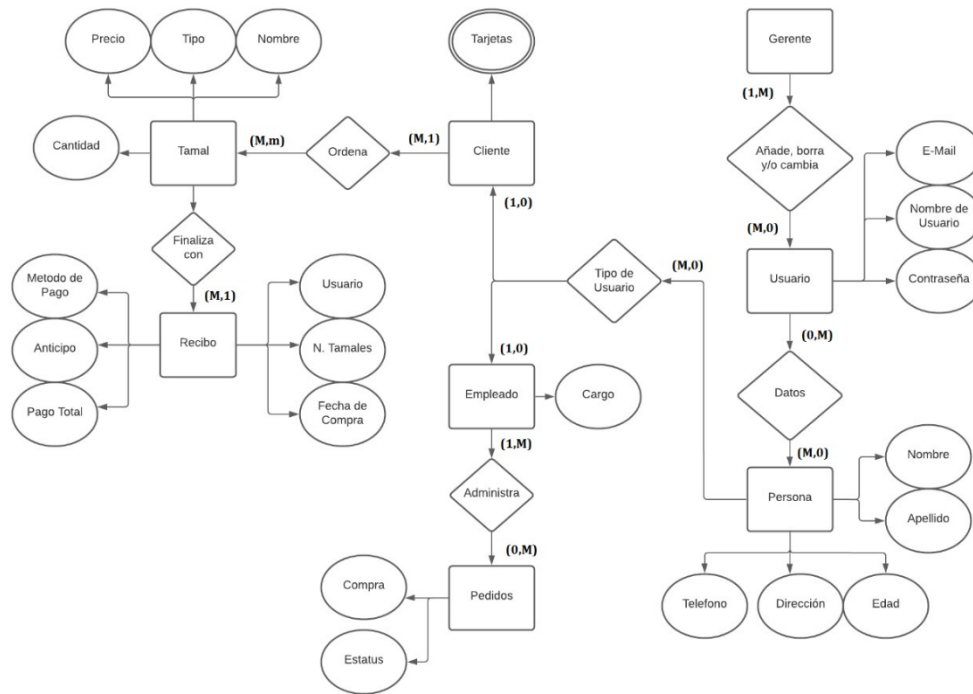 Precio
Tipo
Nombre
Tarjetas
Gerente
(1,M)
Cantidad
Tamal
(M,m)
Ordena
(M,1)
Cliente
Añade, borra
y/o cambia
E-Mail
(1,0)
Nombre de
Usuario
Finaliza
con
(M,0)
Metodo de
Pago
Usuario
Tipo de
Usuario
(M,0)
Usuario
Contraseña
(M,1)
(0,M)
Anticipo
Recibo
N. Tamales
(1,0)
Pago Total
Fecha de
Compra
Empleado
Cargo
Datos
(1,M)
(M,0)
Nombre
Administra
Persona
Apellido
(0,M)
Compra
Pedidos
Telefono
Dirección
Edad
Estatus